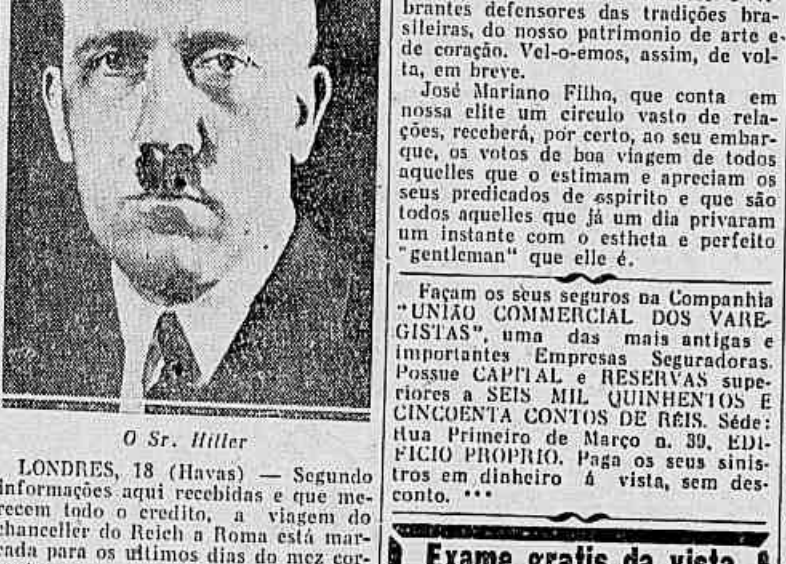 O Sr. Hitler
LONDRES, 18 (Havas) — Segundo
informações aqui recebidas e que me-
recem todo o credito, a viagem do
chanceller do Reich a Roma está mar-
cada para os ultimos dias do mez cor-
brantes defensores das tradições bra-
sileiras, do nosso patrimonio de arte e
de coração. Vel-o-emos, assim, de vol-
ta, em breve.
José Marianno Filho, que conta em
nossa elite um circulo vasto de rela-
ções, receberá, por certo, ao seu embar-
que, os votos de boa viagem de todos
aquelles que o estimam e apreciam os
seus predicados de espirito e que são
todos aquelles que já um dia privaram
um instante com o estheta e perfeito
"gentleman" que elle é.
Façam os seus seguros na Companhia
"UNIÃO COMMERCIAL DOS VARE-
GISTAS", uma das mais antigas e
importantes Empresas Seguradoras.
Possue CAPITAL e RESERVAS supe-
riores a SEIS MIL QUINHENTOS E
CINCOENTA CONTOS DE RÉIS. Séde:
Rua Primeiro de Março n. 39, EDI-
FICIO PROPRIO. Paga os seus sinis-
tros em dinheiro á vista, sem des-
conto. ***
Exame gratis da vista